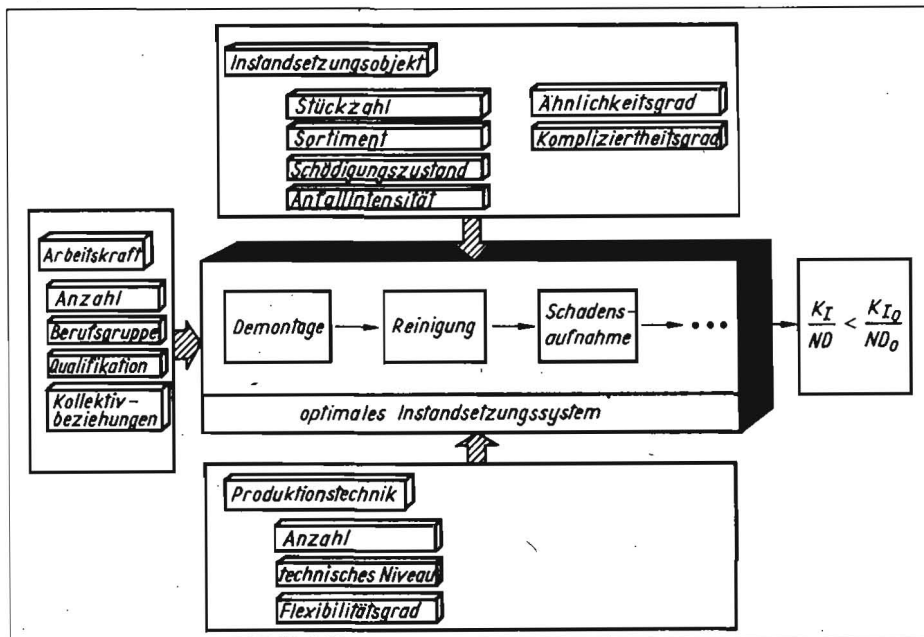 Instandsetzungsobjekt
Stückzahl
Sortiment
Schädigungszustand
Anfallintensität
Ähnlichkeitsgrad
Kompliziertheitsgrad
Arbeitskraft
Anzahl
Berufsgruppe
Qualifikation
Kollektiv-
beziehungen
Demontage
Reinigung
Schadens-
aufnahme
...
optimales Instandsetzungssystem
K_I / ND < K_I0 / ND_0
Produktionstechnik
Anzahl
technisches Niveau
Flexibilitätsgrad